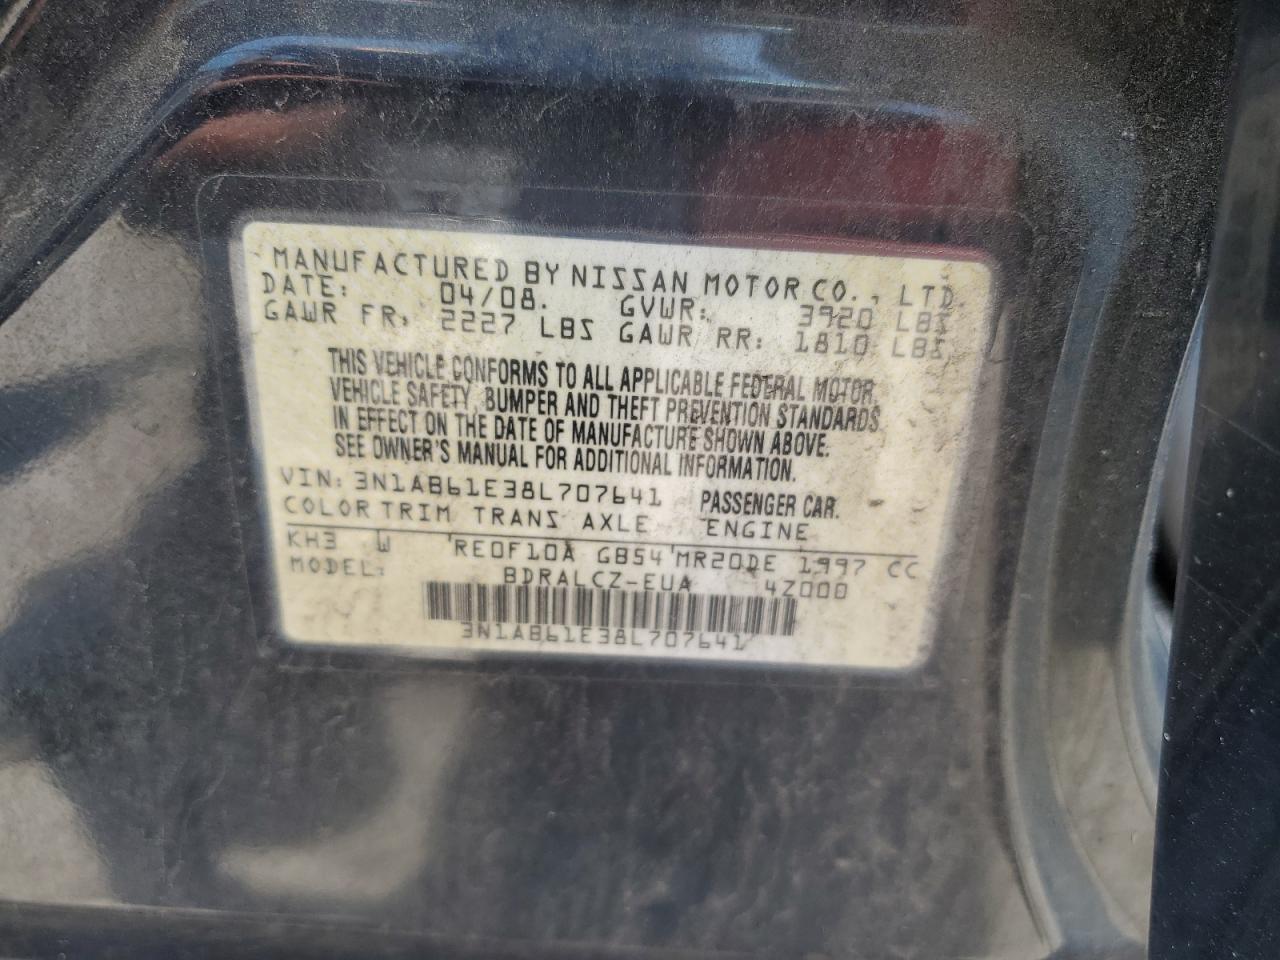 MANUFACTURED BY NISSAN MOTOR CO., LTD.
DATE: 04/08. GVWR: 3920 LBS
GAWR FR: 2227 LBS GAWR RR: 1810 LBS
THIS VEHICLE CONFORMS TO ALL APPLICABLE FEDERAL MOTOR
VEHICLE SAFETY, BUMPER AND THEFT PREVENTION STANDARDS
IN EFFECT ON THE DATE OF MANUFACTURE SHOWN ABOVE.
SEE OWNER'S MANUAL FOR ADDITIONAL INFORMATION.
VIN: 3N1AB61E38L707641 PASSENGER CAR.
COLOR TRIM TRANS AXLE ENGINE
KH3 W RE0F10A GB54 MR20DE 1997 CC
MODEL: BDRALCZ-EUA 4Z000
3N1AB61E38L707641